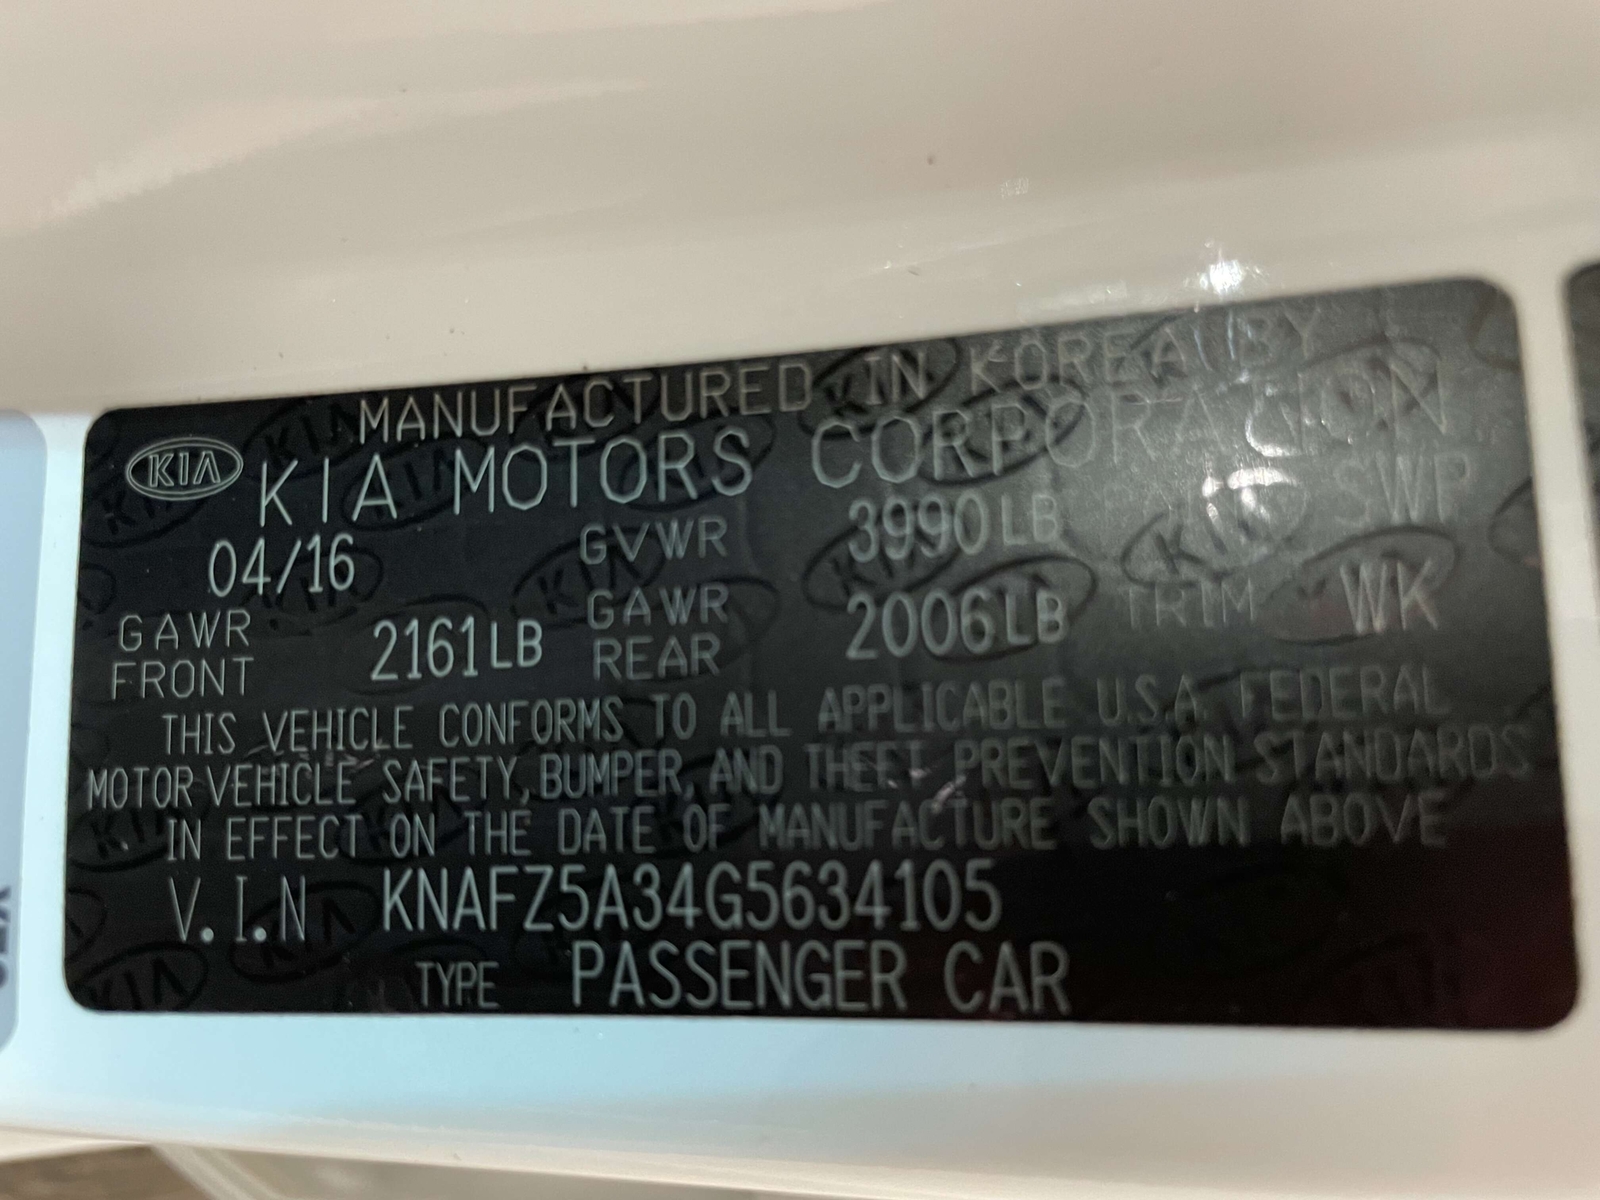 MANUFACTURED IN KOREA BY
KIA KIA MOTORS CORPORATION
04/16 GVWR 3990LB SWP
GAWR FRONT 2161LB GAWR REAR 2006LB TRIM WK
THIS VEHICLE CONFORMS TO ALL APPLICABLE U.S.A. FEDERAL
MOTOR VEHICLE SAFETY, BUMPER, AND THEFT PREVENTION STANDARDS
IN EFFECT ON THE DATE OF MANUFACTURE SHOWN ABOVE
V.I.N KNAFZ5A34G5634105
TYPE PASSENGER CAR